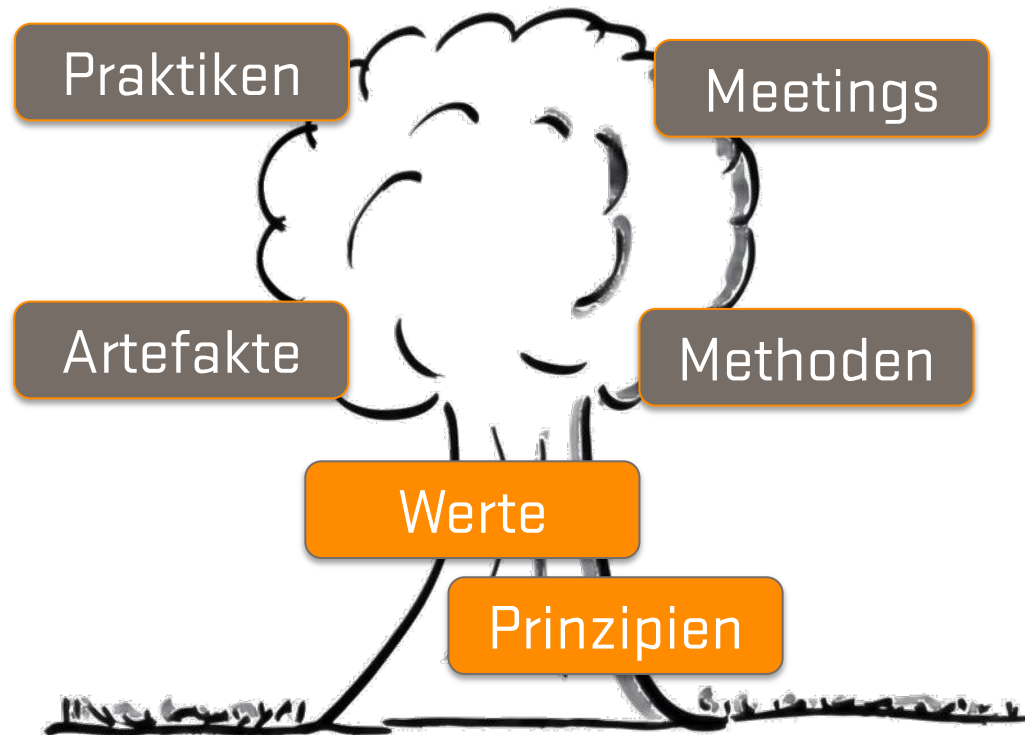 Praktiken
Meetings
Artefakte
Methoden
Werte
Prinzipien